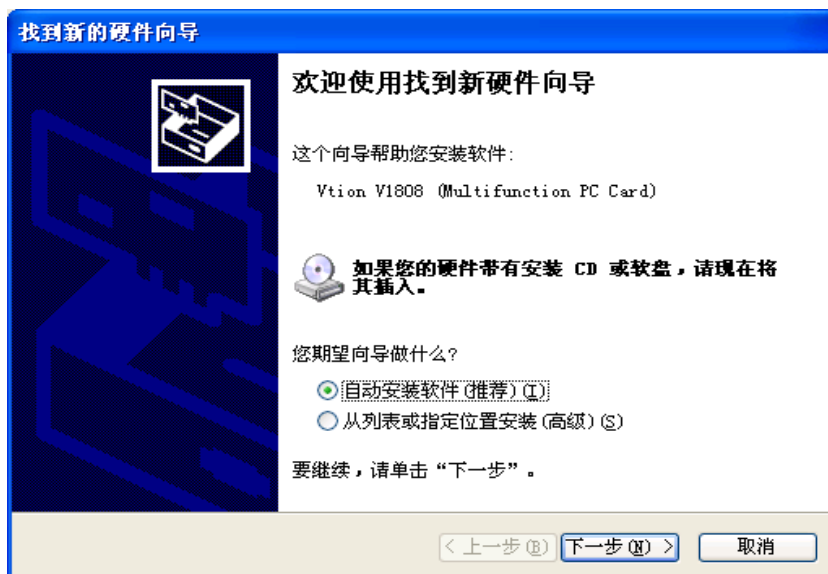 找到新的硬件向导
欢迎使用找到新硬件向导
这个向导帮助您安装软件:
Vtion V1808 (Multifunction PC Card)
如果您的硬件带有安装 CD 或软盘，请现在将
其插入。
您期望向导做什么?
自动安装软件(推荐)(I)
从列表或指定位置安装(高级)(S)
要继续，请单击“下一步”。
< 上一步(B) 下一步(N) > 取消